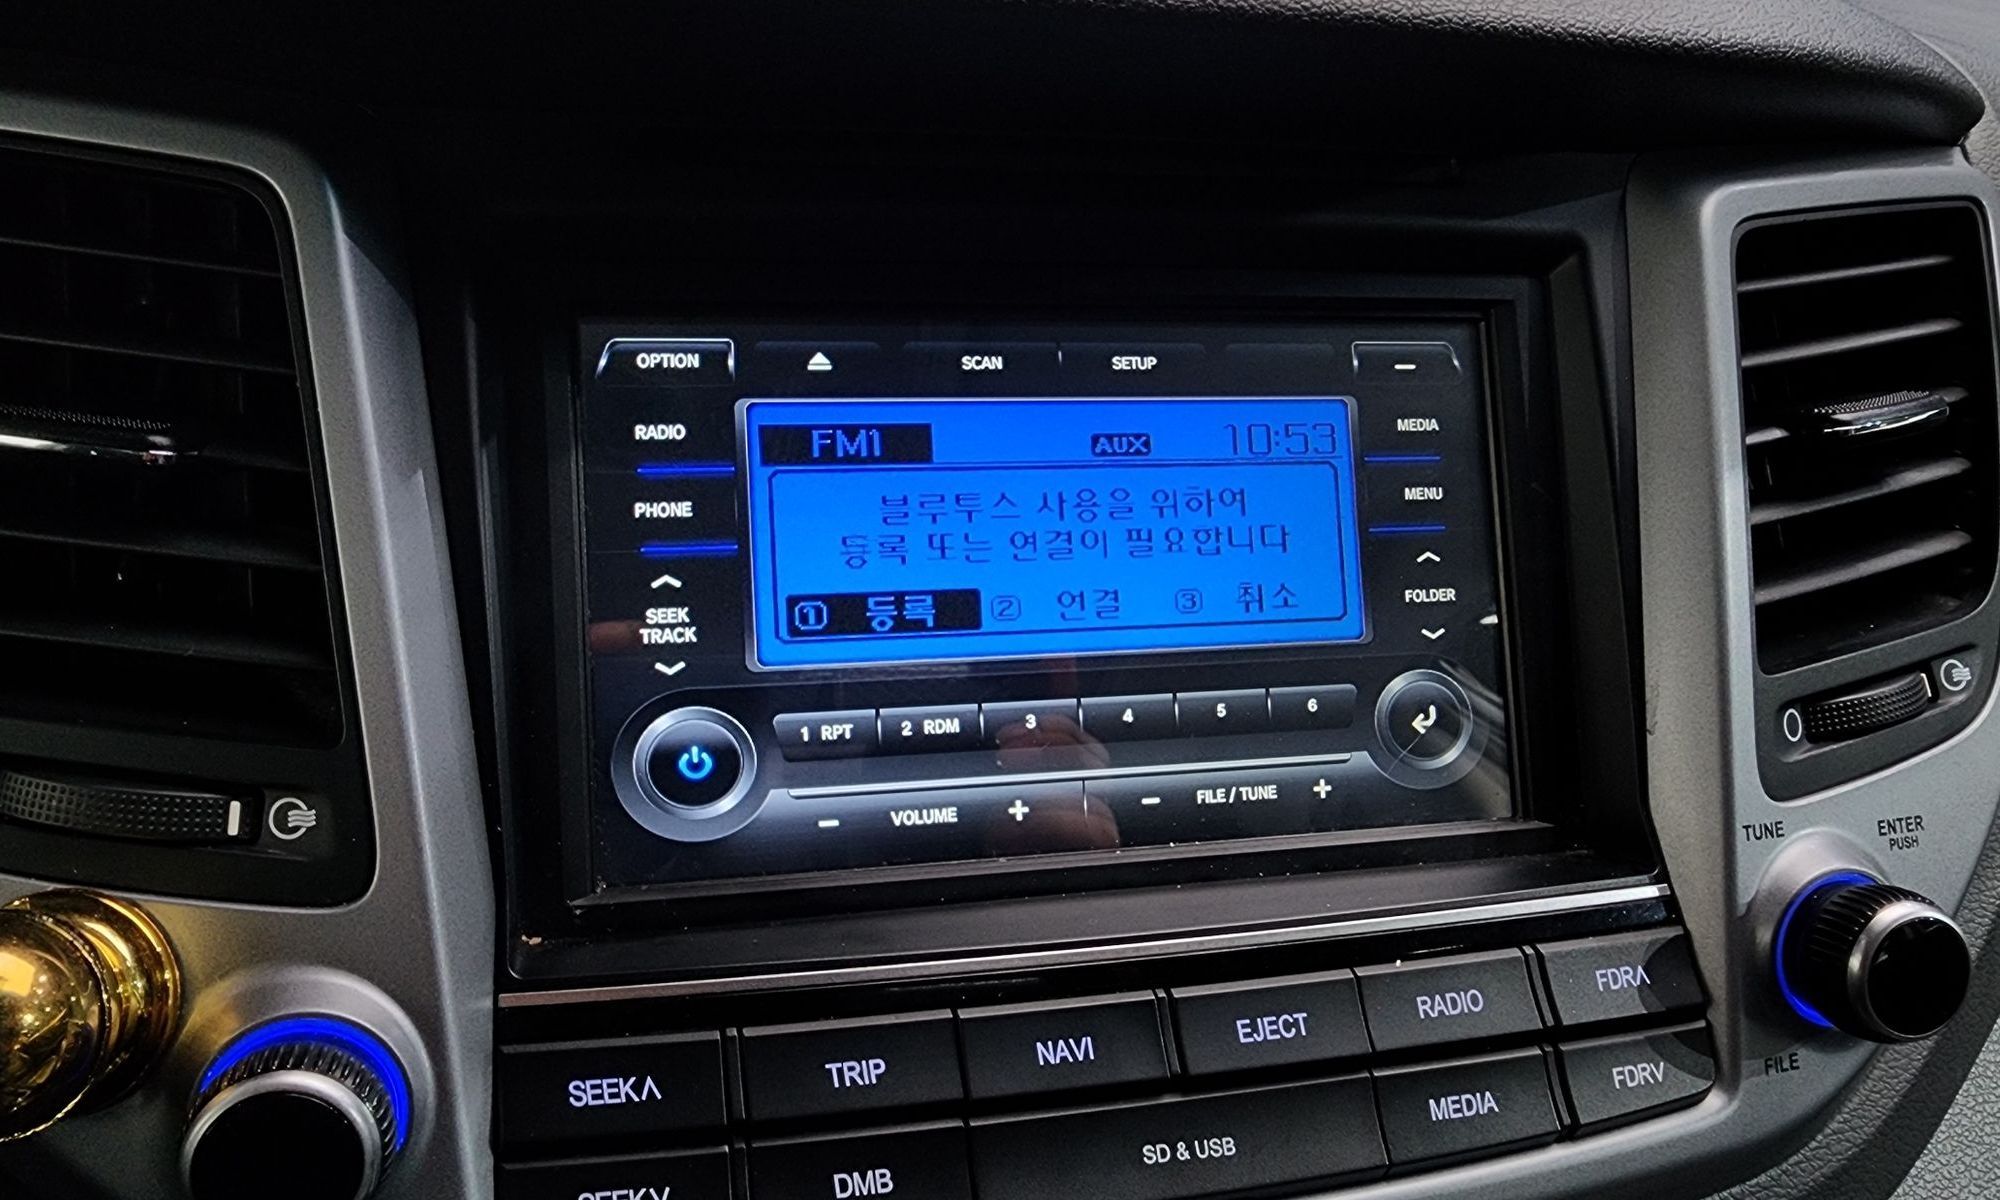 OPTION
SCAN
SETUP
RADIO
FM1 AUX 10:53
MEDIA
PHONE
블루투스 사용을 위하여
MENU
등록 또는 연결이 필요합니다
SEEK
TRACK
① 등록 ② 연결 ③ 취소
FOLDER
1 RPT 2 RDM 3 4 5 6
− VOLUME +
− FILE / TUNE +
TUNE
ENTER
PUSH
FILE
SEEK∧ TRIP NAVI EJECT RADIO FDR∧
SEEK∨ DMB SD & USB MEDIA FDR∨